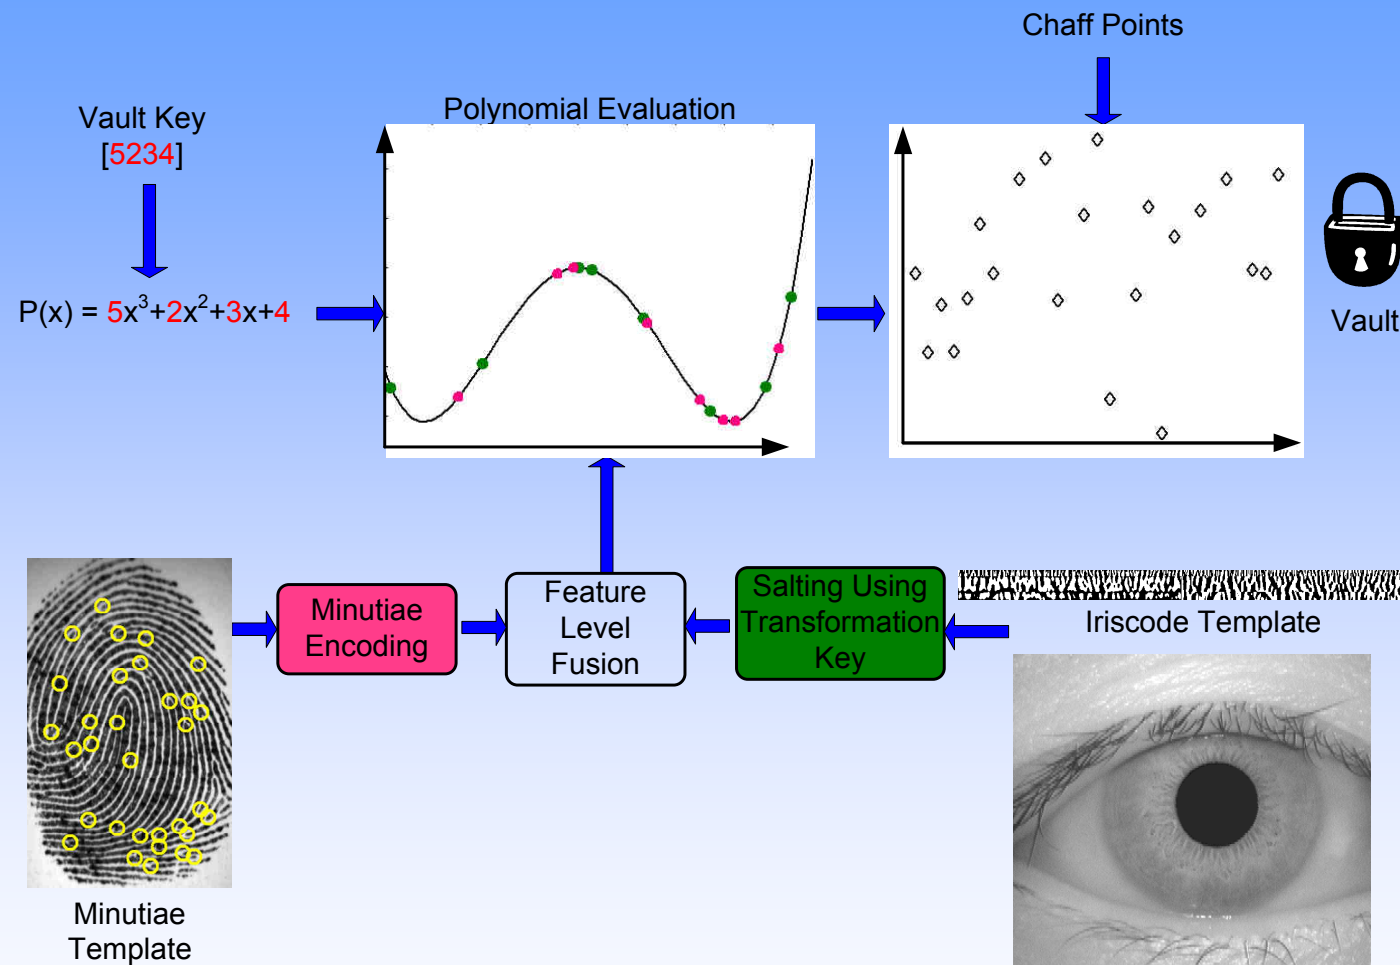 Chaff Points
Vault Key
[5234]
Polynomial Evaluation
P(x) = 5x³+2x²+3x+4
Vault
Minutiae
Encoding
Feature
Level
Fusion
Salting Using
Transformation
Key
Iriscode Template
Minutiae
Template